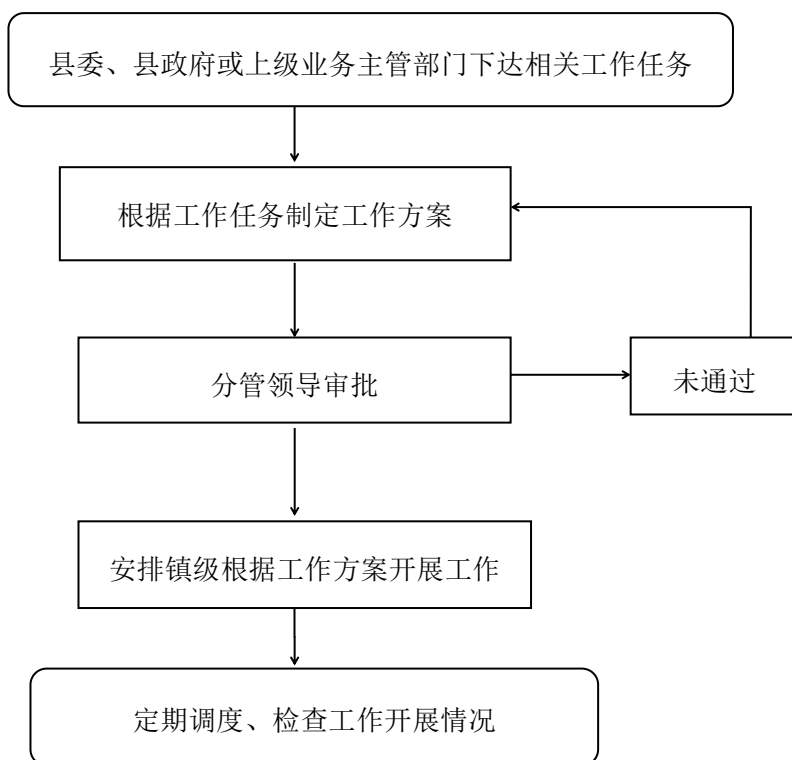 县委、县政府或上级业务主管部门下达相关工作任务
根据工作任务制定工作方案
分管领导审批
未通过
安排镇级根据工作方案开展工作
定期调度、检查工作开展情况